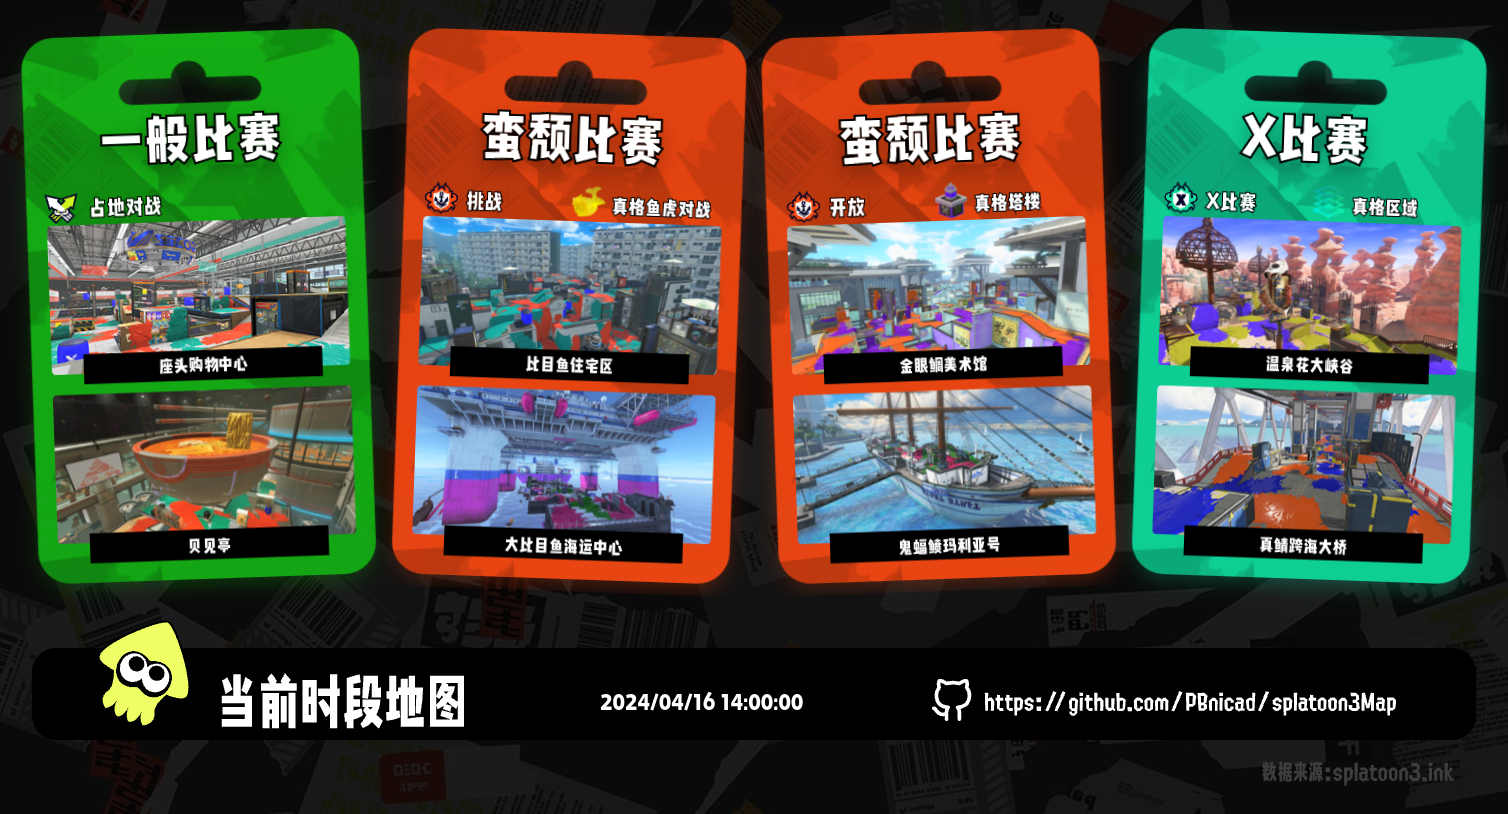 一般比赛
占地对战
座头购物中心
贝贝亭
蛮颓比赛
挑战
真格鱼虎对战
比目鱼住宅区
大比目鱼海运中心
蛮颓比赛
开放
真格塔楼
金眼鲷美术馆
鬼蝠鲼玛利亚号
X比赛
X比赛
真格区域
温泉花大峡谷
真鲭跨海大桥
当前时段地图
2024/04/16 14:00:00
https://github.com/PBnicad/splatoon3Map
数据来源:splatoon3.ink